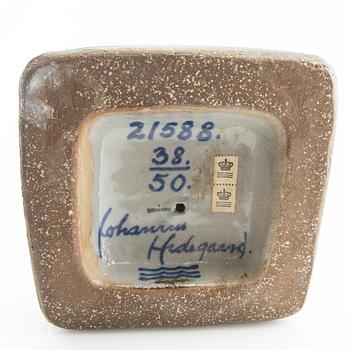 21588.
38.
50.
Johannes
Hedegaard.